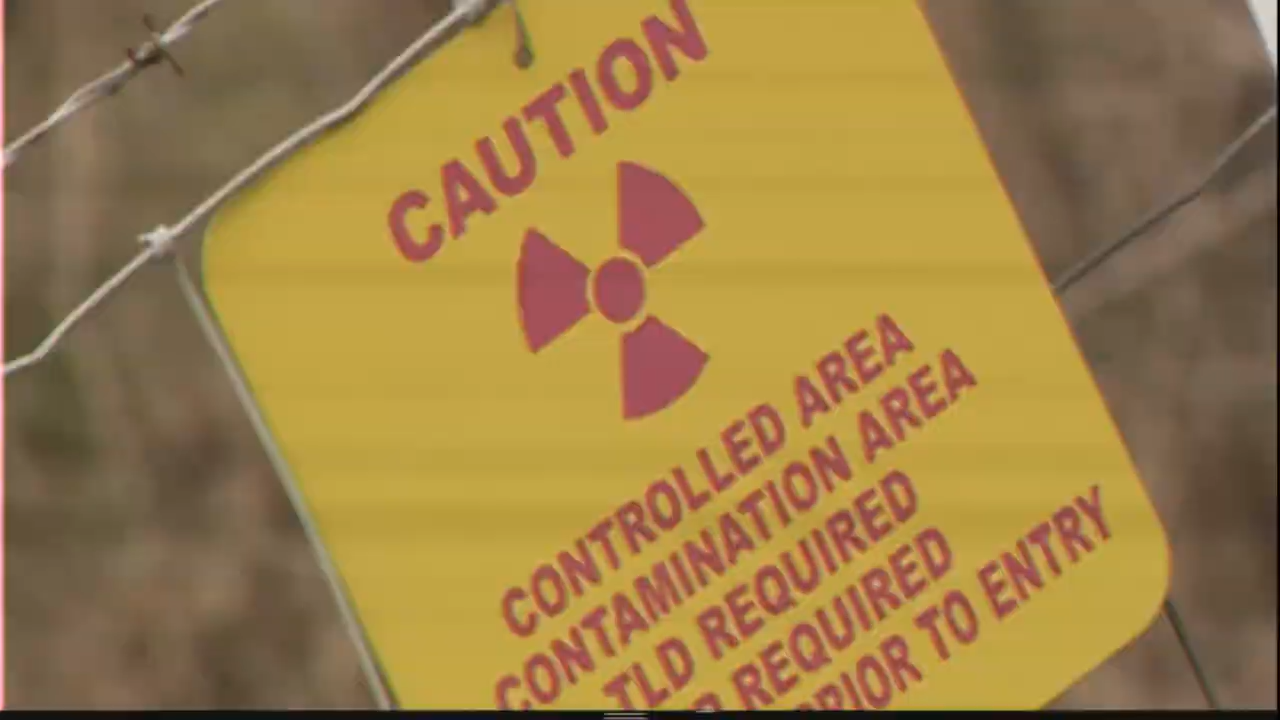 CAUTION
CONTROLLED AREA
CONTAMINATION AREA
TLD REQUIRED
REQUIRED
PRIOR TO ENTRY